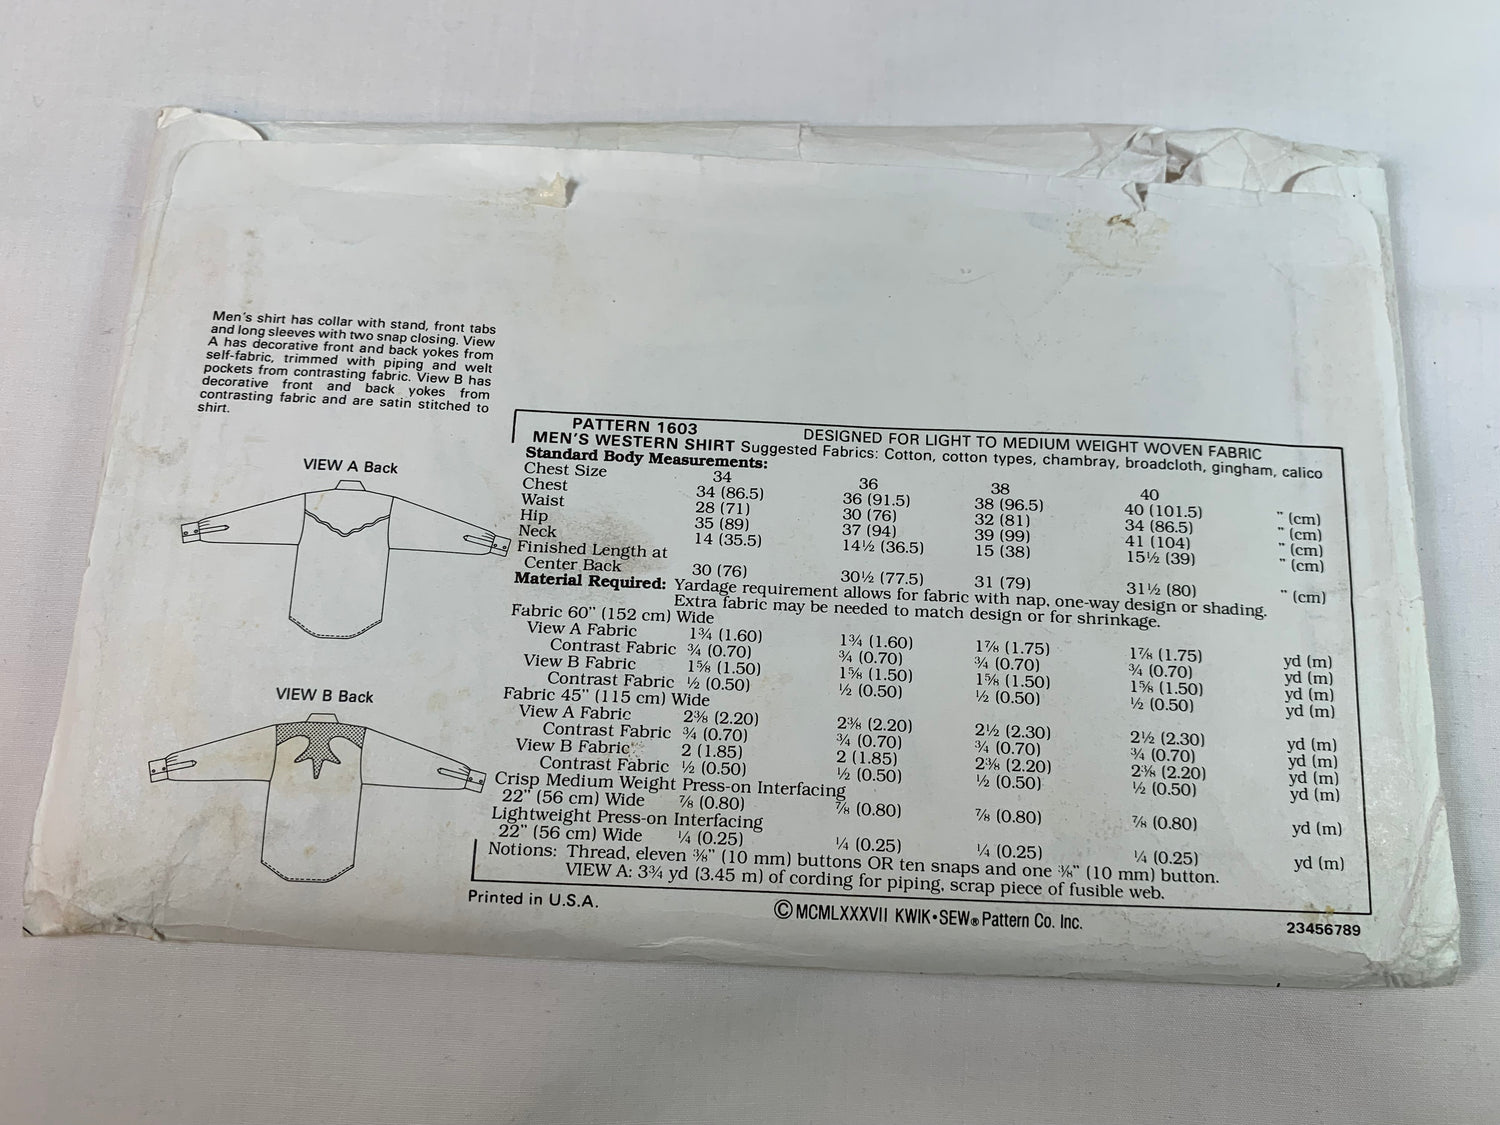 Men's shirt has collar with stand, front tabs
and long sleeves with two snap closing. View
A has decorative front and back yokes from
self-fabric, trimmed with piping and welt
pockets from contrasting fabric. View B has
decorative front and back yokes from
contrasting fabric and are satin stitched to
shirt.
VIEW A Back
VIEW B Back
PATTERN 1603 DESIGNED FOR LIGHT TO MEDIUM WEIGHT WOVEN FABRIC
MEN'S WESTERN SHIRT Suggested Fabrics: Cotton, cotton types, chambray, broadcloth, gingham, calico
Standard Body Measurements:
Chest Size 34 36 38 40
Chest 34 (86.5) 36 (91.5) 38 (96.5) 40 (101.5) " (cm)
Waist 28 (71) 30 (76) 32 (81) 34 (86.5) " (cm)
Hip 35 (89) 37 (94) 39 (99) 41 (104) " (cm)
Neck 14 (35.5) 14½ (36.5) 15 (38) 15½ (39) " (cm)
Finished Length at
Center Back 30 (76) 30½ (77.5) 31 (79) 31½ (80) " (cm)
Material Required: Yardage requirement allows for fabric with nap, one-way design or shading.
Extra fabric may be needed to match design or for shrinkage.
Fabric 60" (152 cm) Wide
View A Fabric 1¾ (1.60) 1¾ (1.60) 1⅞ (1.75) 1⅞ (1.75) yd (m)
Contrast Fabric ¾ (0.70) ¾ (0.70) ¾ (0.70) ¾ (0.70) yd (m)
View B Fabric 1⅝ (1.50) 1⅝ (1.50) 1⅝ (1.50) 1⅝ (1.50) yd (m)
Contrast Fabric ½ (0.50) ½ (0.50) ½ (0.50) ½ (0.50) yd (m)
Fabric 45" (115 cm) Wide
View A Fabric 2⅜ (2.20) 2⅜ (2.20) 2½ (2.30) 2½ (2.30) yd (m)
Contrast Fabric ¾ (0.70) ¾ (0.70) ¾ (0.70) ¾ (0.70) yd (m)
View B Fabric 2 (1.85) 2 (1.85) 2⅜ (2.20) 2⅜ (2.20) yd (m)
Contrast Fabric ½ (0.50) ½ (0.50) ½ (0.50) ½ (0.50) yd (m)
Crisp Medium Weight Press-on Interfacing
22" (56 cm) Wide ⅞ (0.80) ⅞ (0.80) ⅞ (0.80) ⅞ (0.80) yd (m)
Lightweight Press-on Interfacing
22" (56 cm) Wide ¼ (0.25) ¼ (0.25) ¼ (0.25) ¼ (0.25) yd (m)
Notions: Thread, eleven ⅜" (10 mm) buttons OR ten snaps and one ⅜" (10 mm) button.
VIEW A: 3¾ yd (3.45 m) of cording for piping, scrap piece of fusible web.
Printed in U.S.A.
© MCMLXXXVII KWIK•SEW® Pattern Co. Inc.
23456789